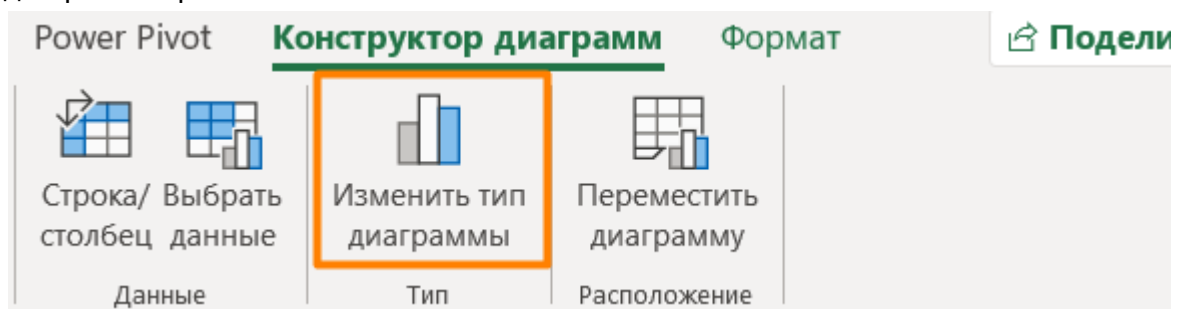 Power Pivot Конструктор диаграмм Формат Подели
Строка/ Выбрать Изменить тип Переместить
столбец данные диаграммы диаграмму
Данные Тип Расположение